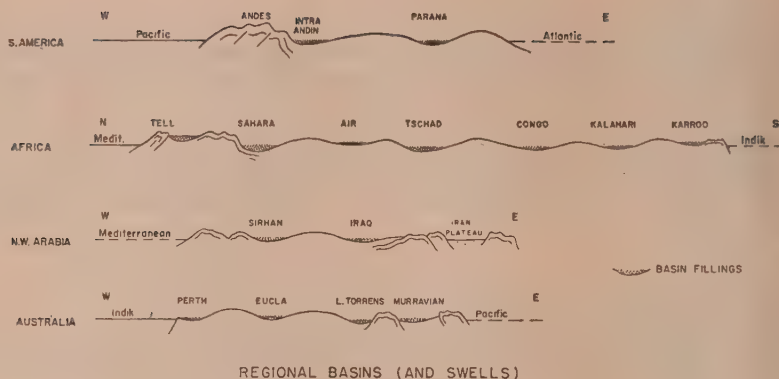 W ANDES INTRA ANDIN PARANA E
S. AMERICA Pacific Atlantic
N TELL SAHARA AIR TSCHAD CONGO KALAHARI KARROO S
AFRICA Medit. Indik
W SIRHAN IRAQ IRAN PLATEAU E
N.W. ARABIA Mediterranean
BASIN FILLINGS
W PERTH EUCLA L. TORRENS MURRAVIAN E
AUSTRALIA Indik Pacific
REGIONAL BASINS (AND SWELLS)